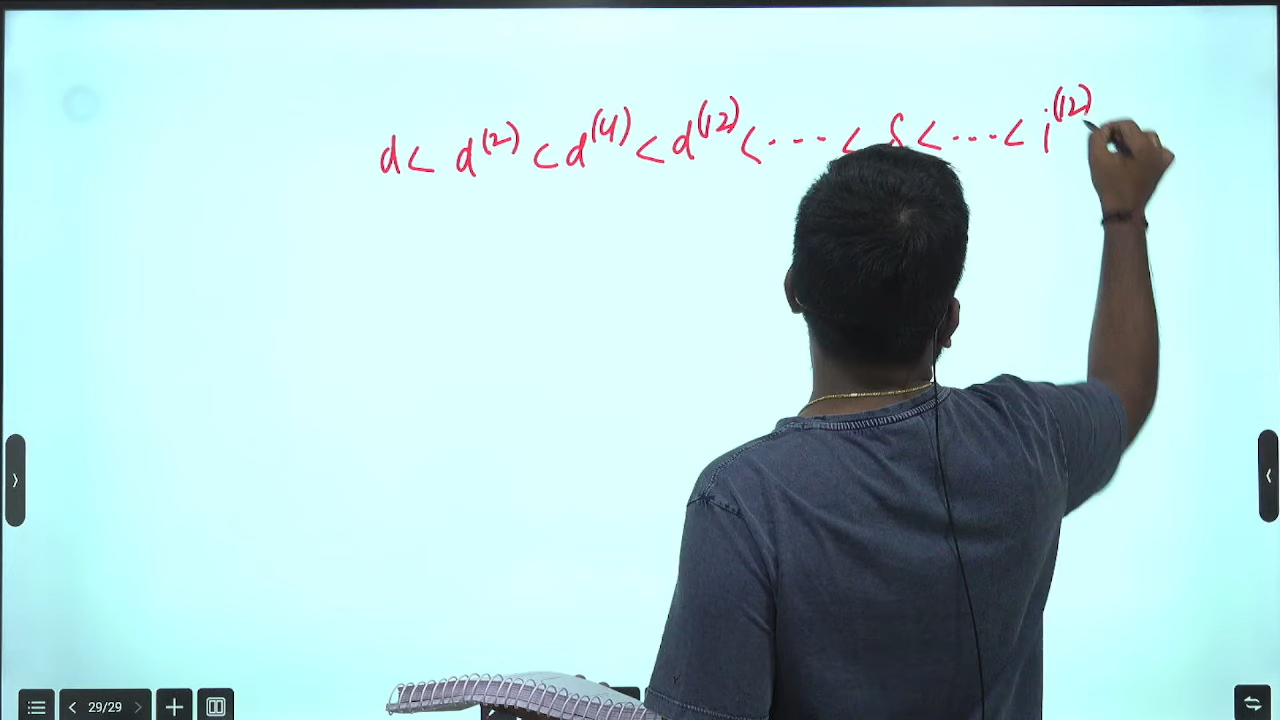 d < d^(2) < d^(4) < d^(12) < --- < δ < --- < i^(12)
29/29